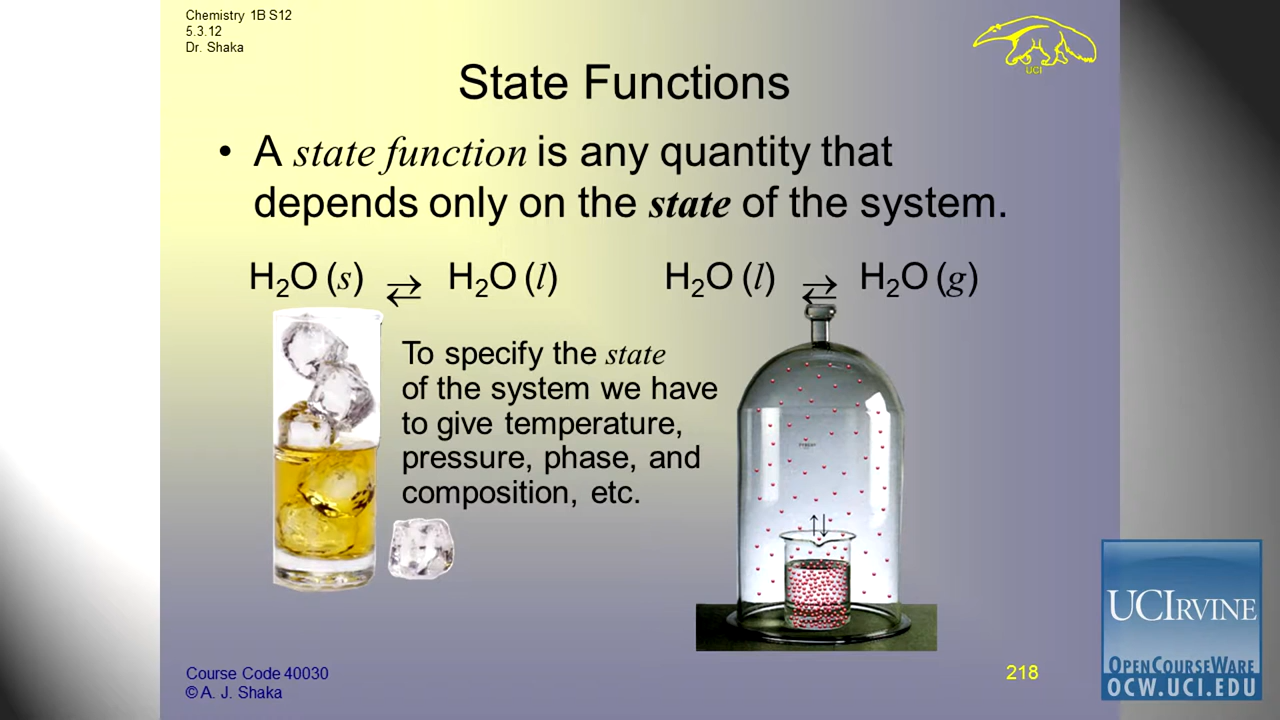 Chemistry 1B S12
5.3.12
Dr. Shaka
UCI
State Functions
• A state function is any quantity that
depends only on the state of the system.
H₂O (s) ⇄ H₂O (l) H₂O (l) ⇄ H₂O (g)
To specify the state
of the system we have
to give temperature,
pressure, phase, and
composition, etc.
Course Code 40030
© A. J. Shaka
218
UCIRVINE
OPENCOURSEWARE
OCW.UCI.EDU